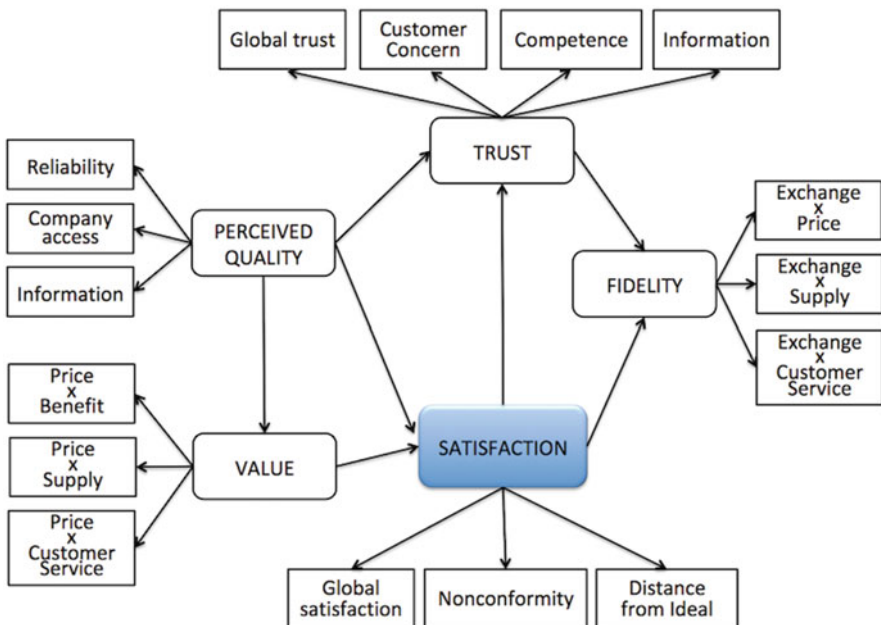 Global trust
Customer
Concern
Competence
Information
TRUST
Reliability
Company
access
Information
PERCEIVED
QUALITY
Exchange
x
Price
Exchange
x
Supply
Exchange
x
Customer
Service
FIDELITY
Price
x
Benefit
Price
x
Supply
Price
x
Customer
Service
VALUE
SATISFACTION
Global
satisfaction
Nonconformity
Distance
from Ideal